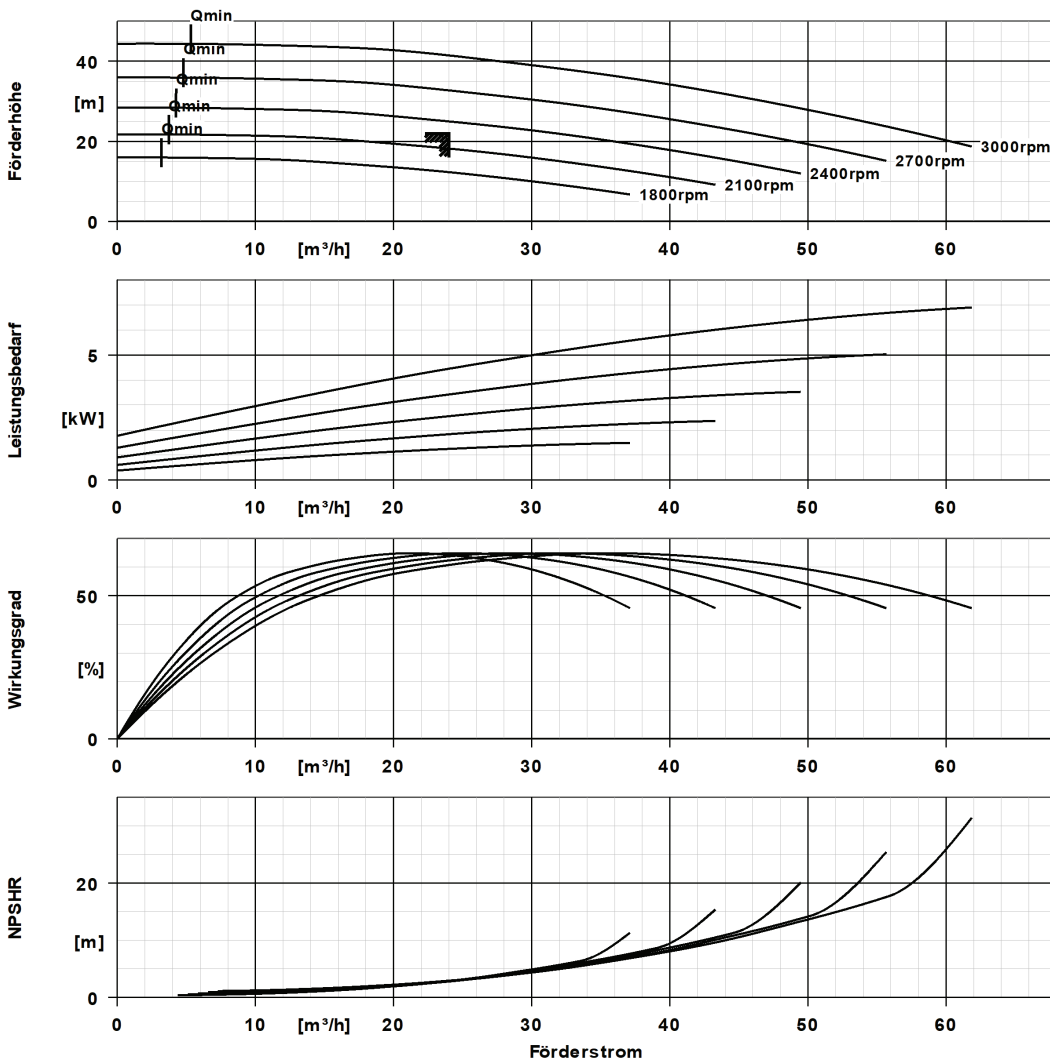 Qmin
Qmin
Qmin
Qmin
Qmin
40
[m]
20
0
Förderhöhe
3000rpm
2700rpm
2400rpm
2100rpm
1800rpm
0 10 [m³/h] 20 30 40 50 60
Leistungsbedarf
5
[kW]
0
0 10 [m³/h] 20 30 40 50 60
Wirkungsgrad
50
[%]
0
0 10 [m³/h] 20 30 40 50 60
NPSHR
20
[m]
0
0 10 [m³/h] 20 30 40 50 60
Förderstrom